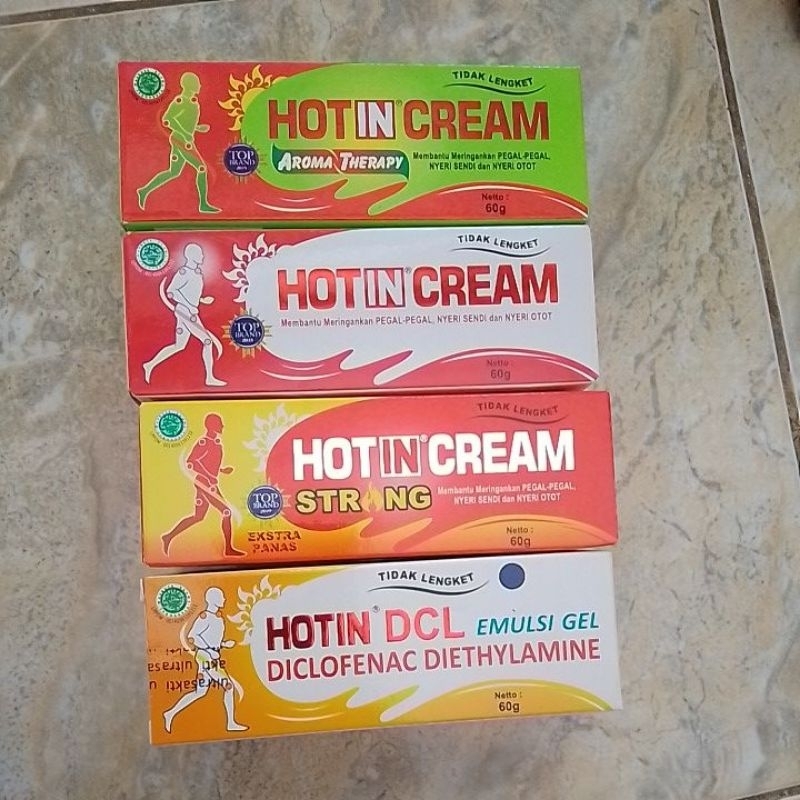 TIDAK LENGKET
HOTIN® CREAM
AROMA THERAPY
TOP
BRAND
Membantu Meringankan PEGAL-PEGAL,
NYERI SENDI dan NYERI OTOT
Netto :
60g
TIDAK LENGKET
HOTIN® CREAM
TOP
BRAND
Membantu Meringankan PEGAL-PEGAL, NYERI SENDI dan NYERI OTOT
Netto :
60g
TIDAK LENGKET
HOTIN® CREAM
TOP
BRAND
STRONG
Membantu Meringankan PEGAL-PEGAL,
NYERI SENDI dan NYERI OTOT
EKSTRA
PANAS
Netto :
60g
TIDAK LENGKET
HOTIN® DCL EMULSI GEL
DICLOFENAC DIETHYLAMINE
ultrasakti
Netto :
60g